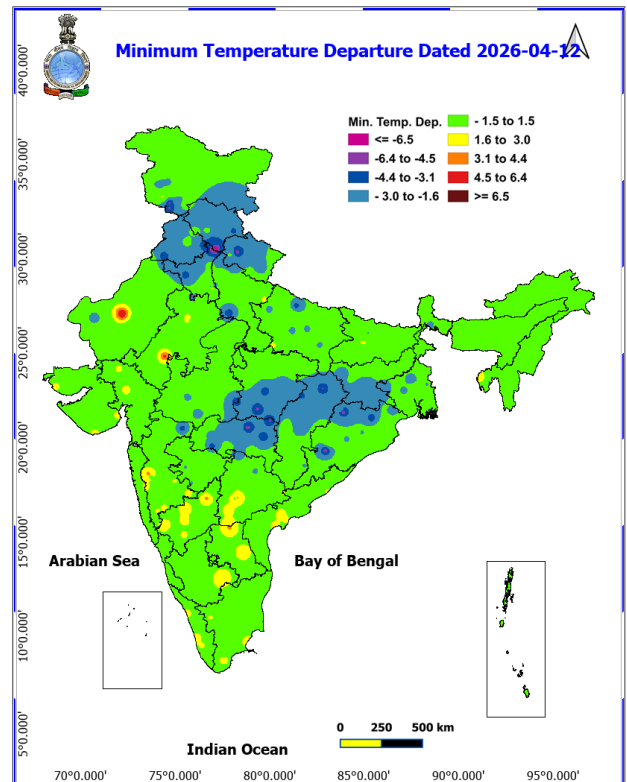 Minimum Temperature Departure Dated 2026-04-12
40°0.000'
Min. Temp. Dep.
<= -6.5
-6.4 to -4.5
-4.4 to -3.1
- 3.0 to -1.6
- 1.5 to 1.5
1.6 to 3.0
3.1 to 4.4
4.5 to 6.4
>= 6.5
35°0.000'
30°0.000'
25°0.000'
20°0.000'
15°0.000'
Arabian Sea
Bay of Bengal
10°0.000'
5°0.000'
0 250 500 km
Indian Ocean
70°0.000' 75°0.000' 80°0.000' 85°0.000' 90°0.000' 95°0.000'